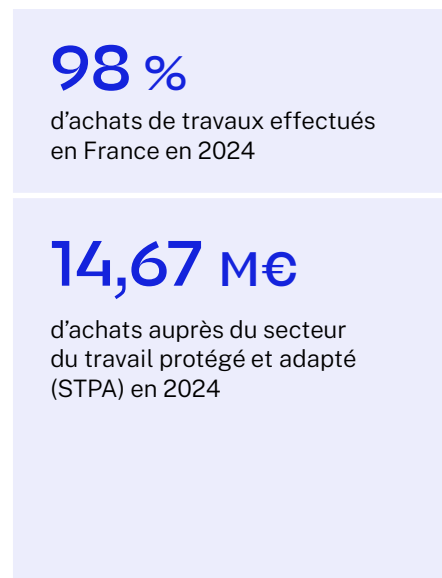 98 %
d’achats de travaux effectués
en France en 2024
14,67 M€
d’achats auprès du secteur
du travail protégé et adapté
(STPA) en 2024